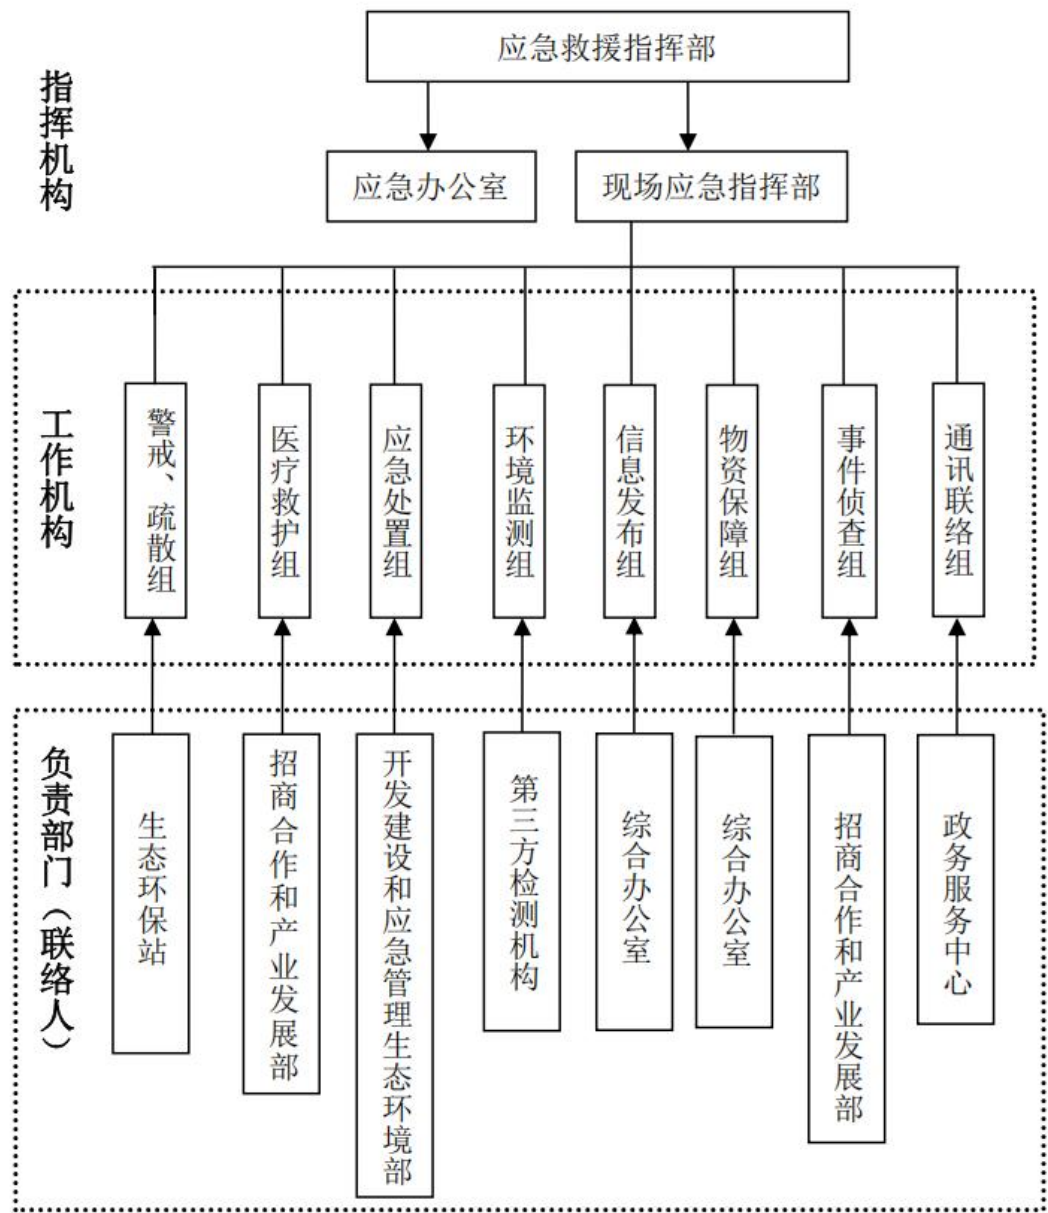 指挥机构
应急救援指挥部
应急办公室
现场应急指挥部
工作机构
警戒、疏散组
医疗救护组
应急处置组
环境监测组
信息发布组
物资保障组
事件侦查组
通讯联络组
负责部门（联络人）
生态环保站
招商合作和产业发展部
开发建设和应急管理生态环境部
第三方检测机构
综合办公室
综合办公室
招商合作和产业发展部
政务服务中心